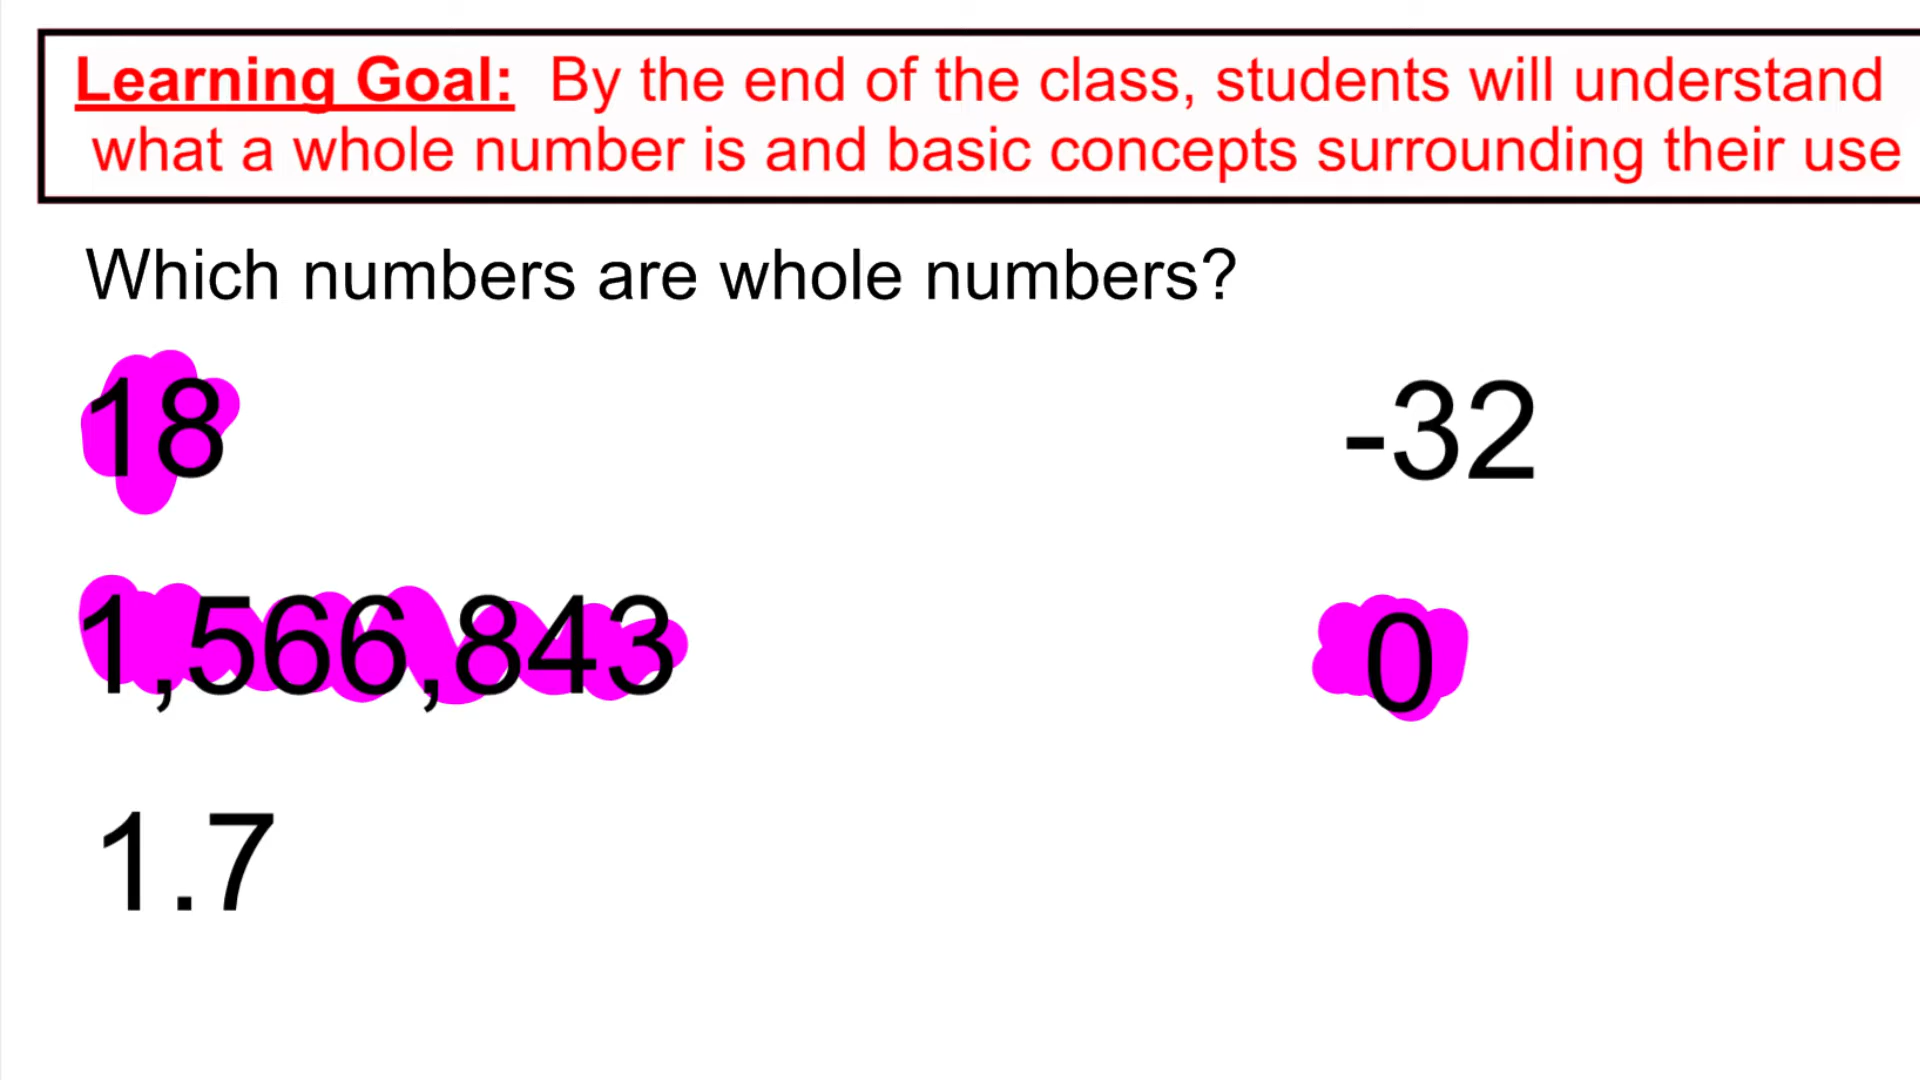 Learning Goal: By the end of the class, students will understand
what a whole number is and basic concepts surrounding their use
Which numbers are whole numbers?
18
-32
1,566,843
0
1.7